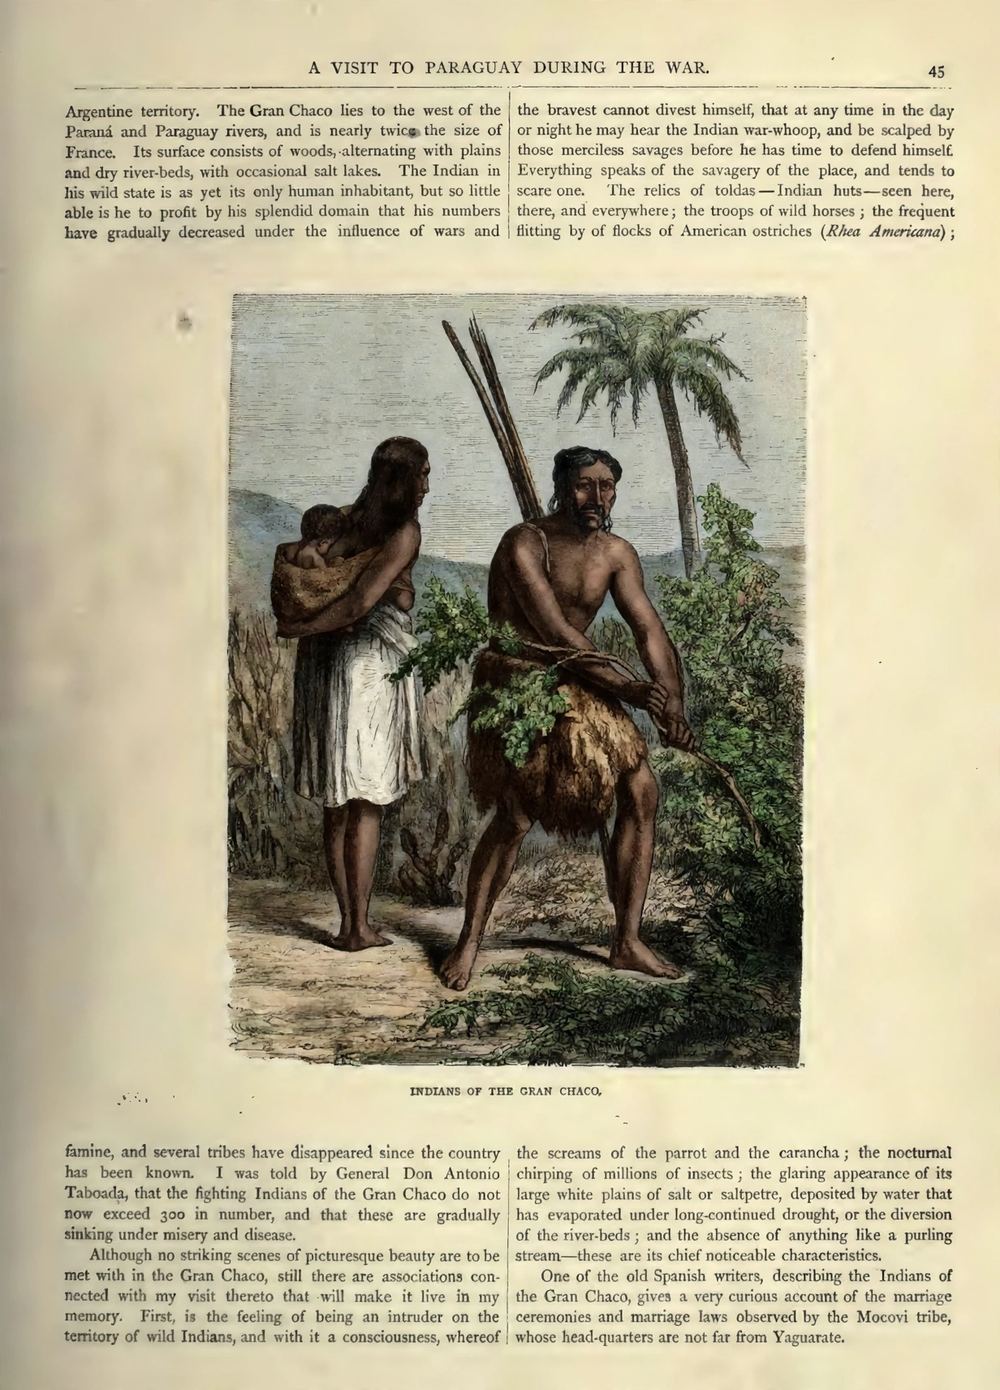 A VISIT TO PARAGUAY DURING THE WAR.
45
Argentine territory. The Gran Chaco lies to the west of the
Paraná and Paraguay rivers, and is nearly twice the size of
France. Its surface consists of woods, alternating with plains
and dry river-beds, with occasional salt lakes. The Indian in
his wild state is as yet its only human inhabitant, but so little
able is he to profit by his splendid domain that his numbers
have gradually decreased under the influence of wars and
the bravest cannot divest himself, that at any time in the day
or night he may hear the Indian war-whoop, and be scalped by
those merciless savages before he has time to defend himself.
Everything speaks of the savagery of the place, and tends to
scare one. The relics of toldas—Indian huts—seen here,
there, and everywhere; the troops of wild horses; the frequent
flitting by of flocks of American ostriches (Rhea Americana);
INDIANS OF THE GRAN CHACO.
famine, and several tribes have disappeared since the country
has been known. I was told by General Don Antonio
Taboada, that the fighting Indians of the Gran Chaco do not
now exceed 300 in number, and that these are gradually
sinking under misery and disease.
Although no striking scenes of picturesque beauty are to be
met with in the Gran Chaco, still there are associations con-
nected with my visit thereto that will make it live in my
memory. First, is the feeling of being an intruder on the
territory of wild Indians, and with it a consciousness, whereof
the screams of the parrot and the carancha; the nocturnal
chirping of millions of insects; the glaring appearance of its
large white plains of salt or saltpetre, deposited by water that
has evaporated under long-continued drought, or the diversion
of the river-beds; and the absence of anything like a purling
stream—these are its chief noticeable characteristics.
One of the old Spanish writers, describing the Indians of
the Gran Chaco, gives a very curious account of the marriage
ceremonies and marriage laws observed by the Mocovi tribe,
whose head-quarters are not far from Yaguarate.